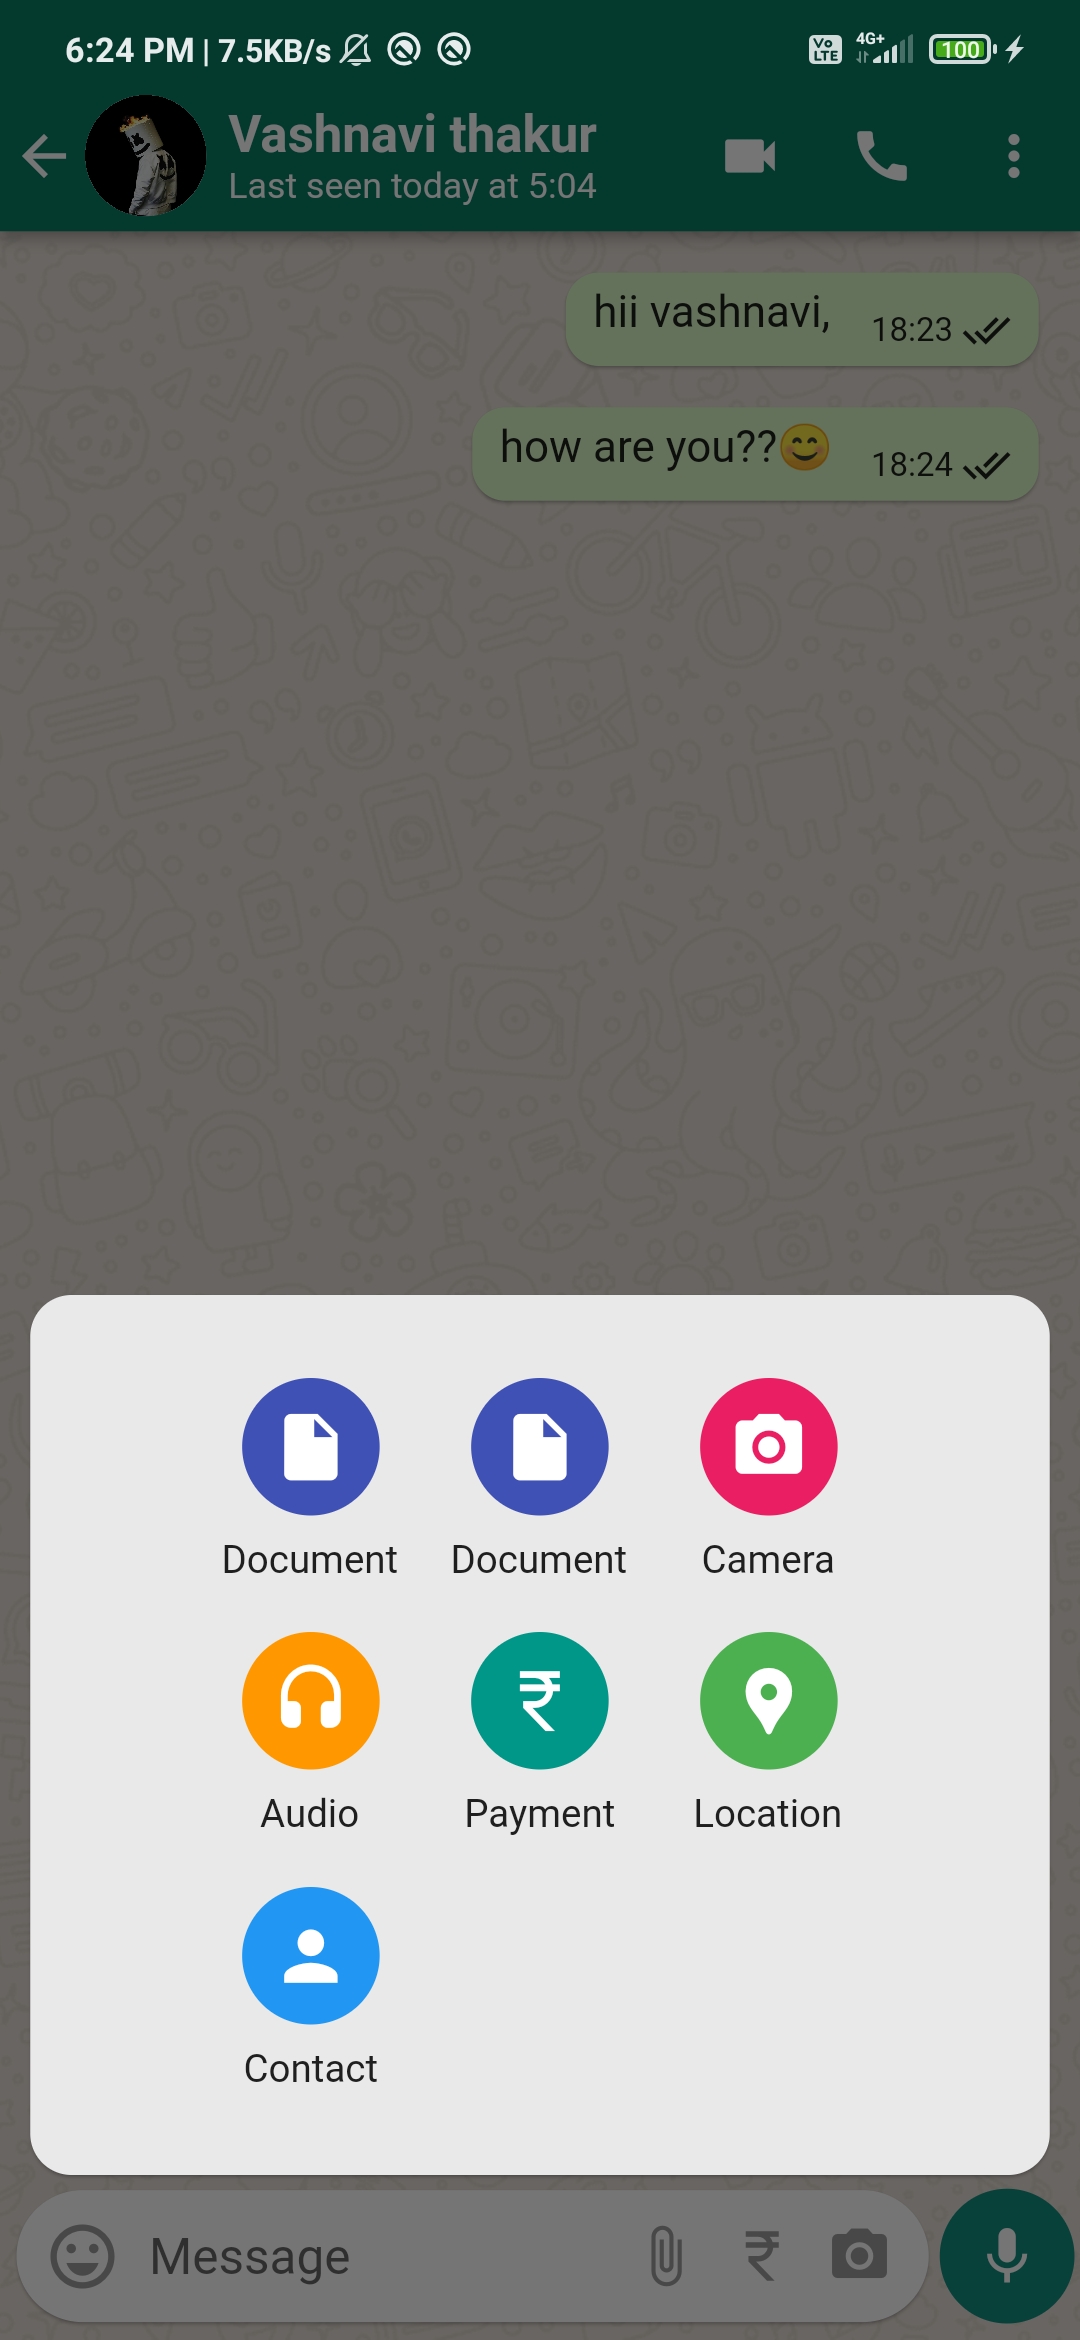 6:24 PM | 7.5KB/s
Vo LTE 4G+ 100
Vashnavi thakur
Last seen today at 5:04
hii vashnavi, 18:23
how are you??😊 18:24
Document Document Camera
₹
Audio Payment Location
Contact
Message ₹